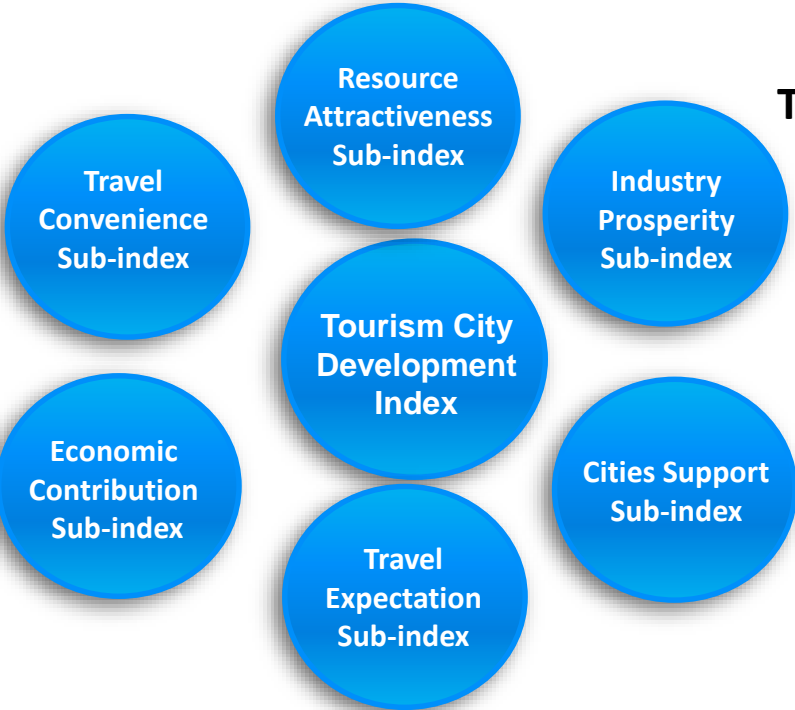 Resource
Attractiveness
Sub-index
T
Travel
Convenience
Sub-index
Industry
Prosperity
Sub-index
Tourism City
Development
Index
Economic
Contribution
Sub-index
Cities Support
Sub-index
Travel
Expectation
Sub-index